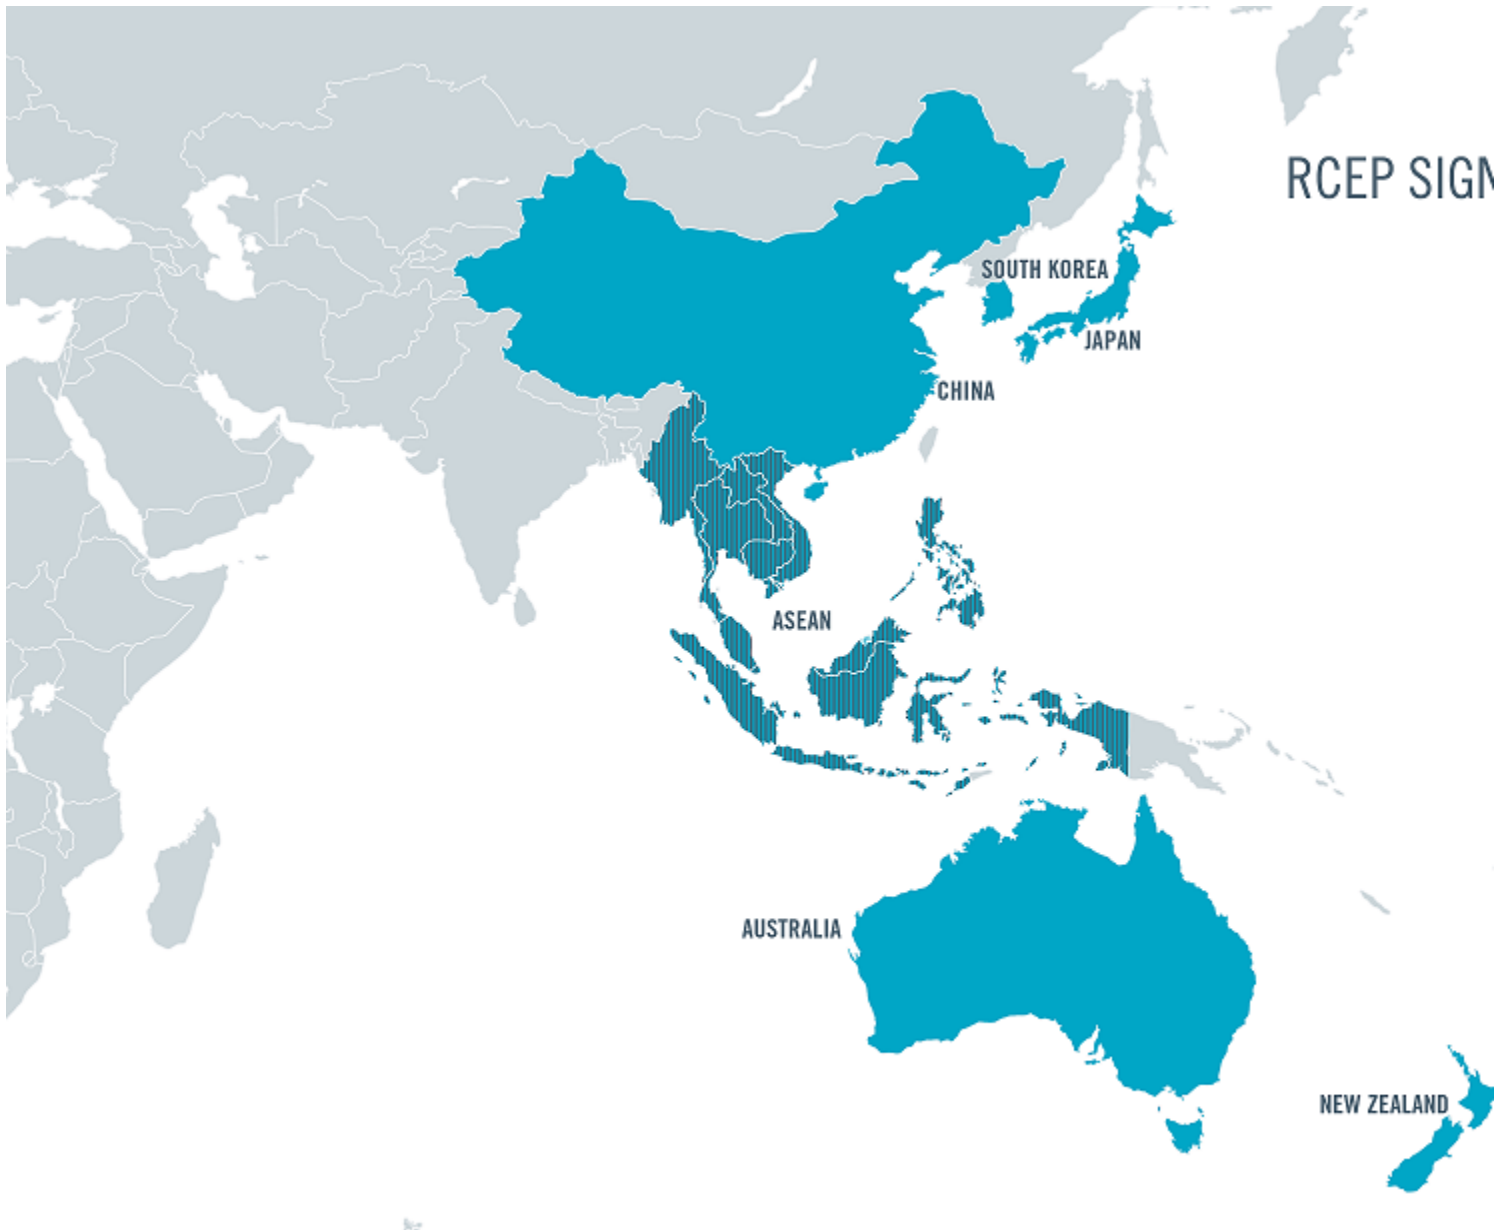 RCEP SIGN
SOUTH KOREA
JAPAN
CHINA
ASEAN
AUSTRALIA
NEW ZEALAND